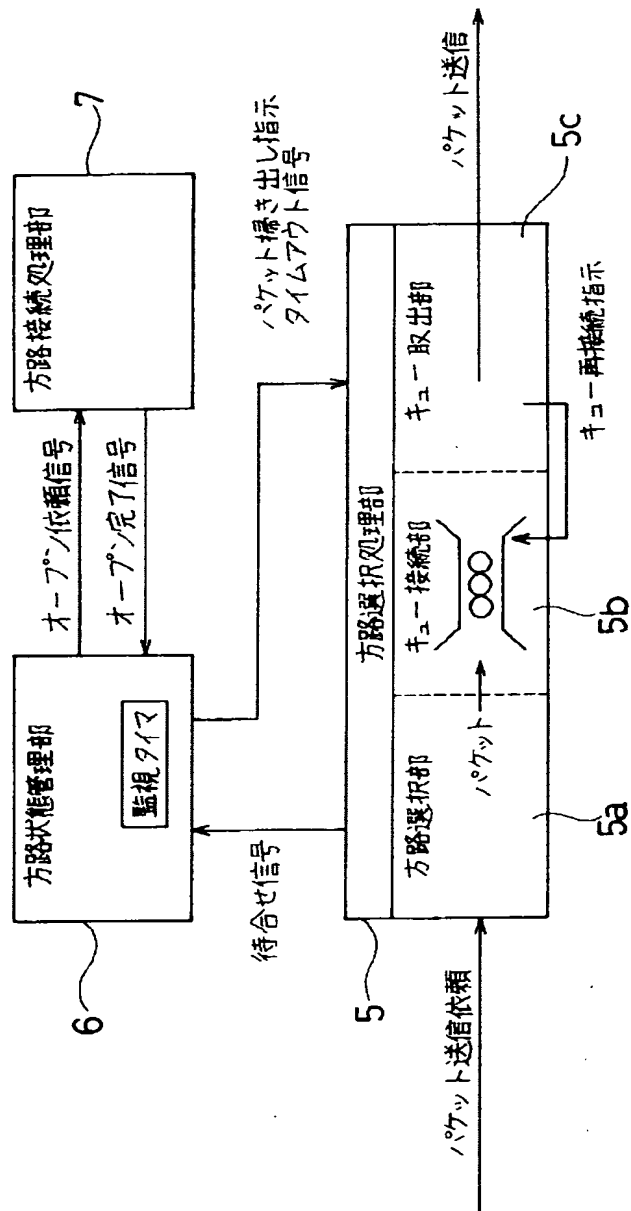 方路状態管理部
監視タイマ
6
オープン依頼信号
オープン完了信号
方路接続処理部
7
待合せ信号
パケット掃き出し指示
タイムアウト信号
5
方路選択処理部
パケット送信依頼
方路選択部
パケット
5a
キュー接続部
5b
キュー取出部
5c
キュー再接続指示
パケット送信